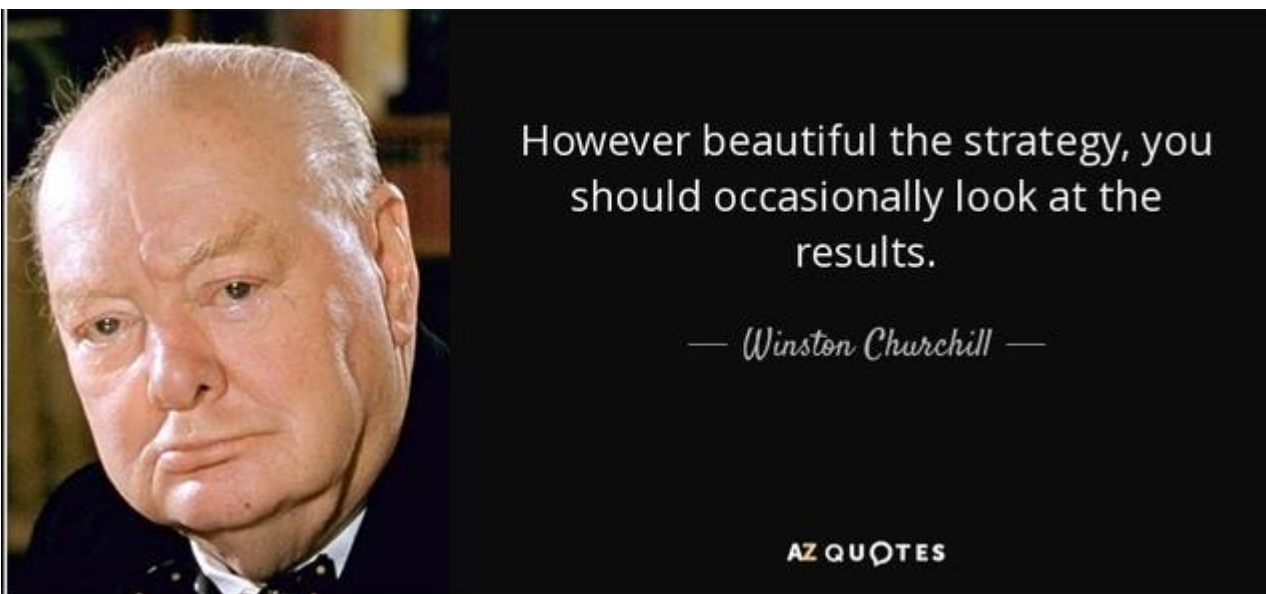 However beautiful the strategy, you
should occasionally look at the
results.
— Winston Churchill —
AZ QUOTES